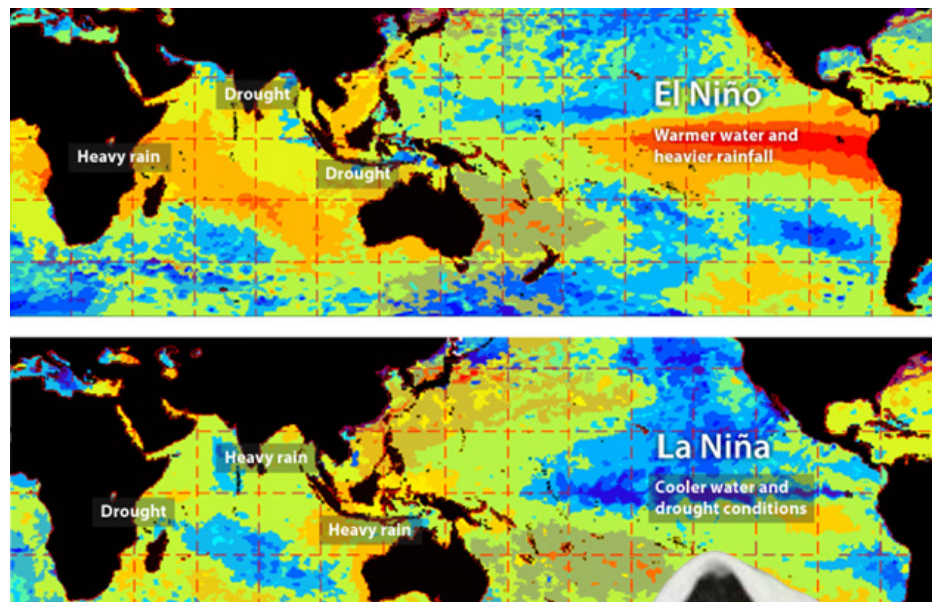 El Niño
Drought
Warmer water and
heavier rainfall
Heavy rain
Drought
La Niña
Heavy rain
Cooler water and
drought conditions
Drought
Heavy rain